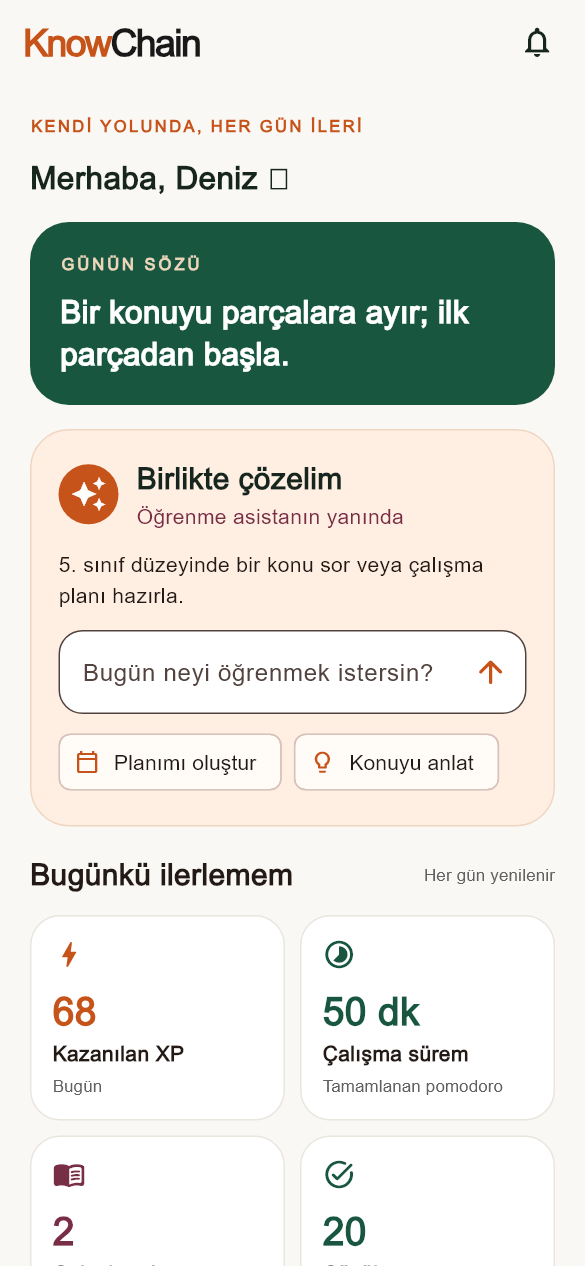 KnowChain
KENDİ YOLUNDA, HER GÜN İLERİ
Merhaba, Deniz
GÜNÜN SÖZÜ
Bir konuyu parçalara ayır; ilk
parçadan başla.
Birlikte çözelim
Öğrenme asistanın yanında
5. sınıf düzeyinde bir konu sor veya çalışma
planı hazırla.
Bugün neyi öğrenmek istersin?
Planımı oluştur
Konuyu anlat
Bugünkü ilerlemem
Her gün yenilenir
68
Kazanılan XP
Bugün
50 dk
Çalışma sürem
Tamamlanan pomodoro
2
20